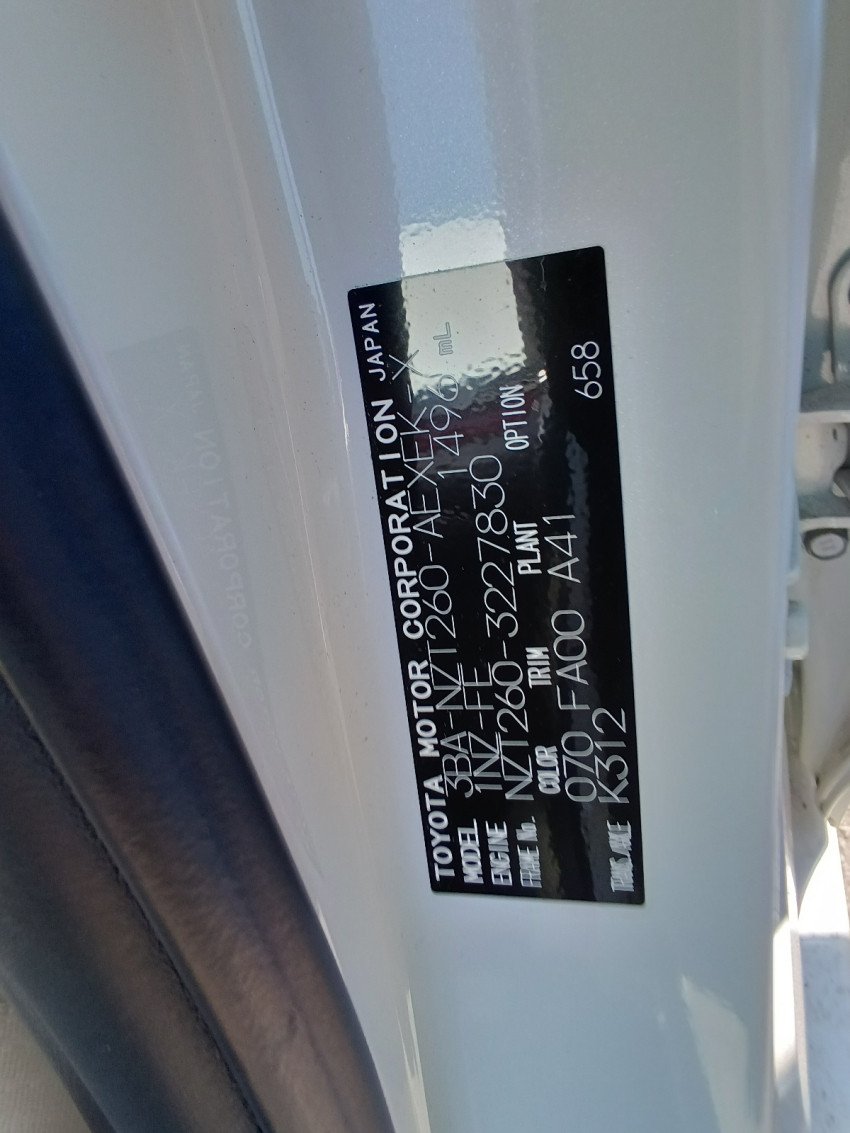 TOYOTA MOTOR CORPORATION JAPAN
MODEL 3BA-NZT260-AEXEK -X
ENGINE 1NZ-FE 1496 mL
FRAME No. NZT260-3227830
COLOR TRIM PLANT OPTION
070 FA00 A41
TRANS./AXLE K312 658